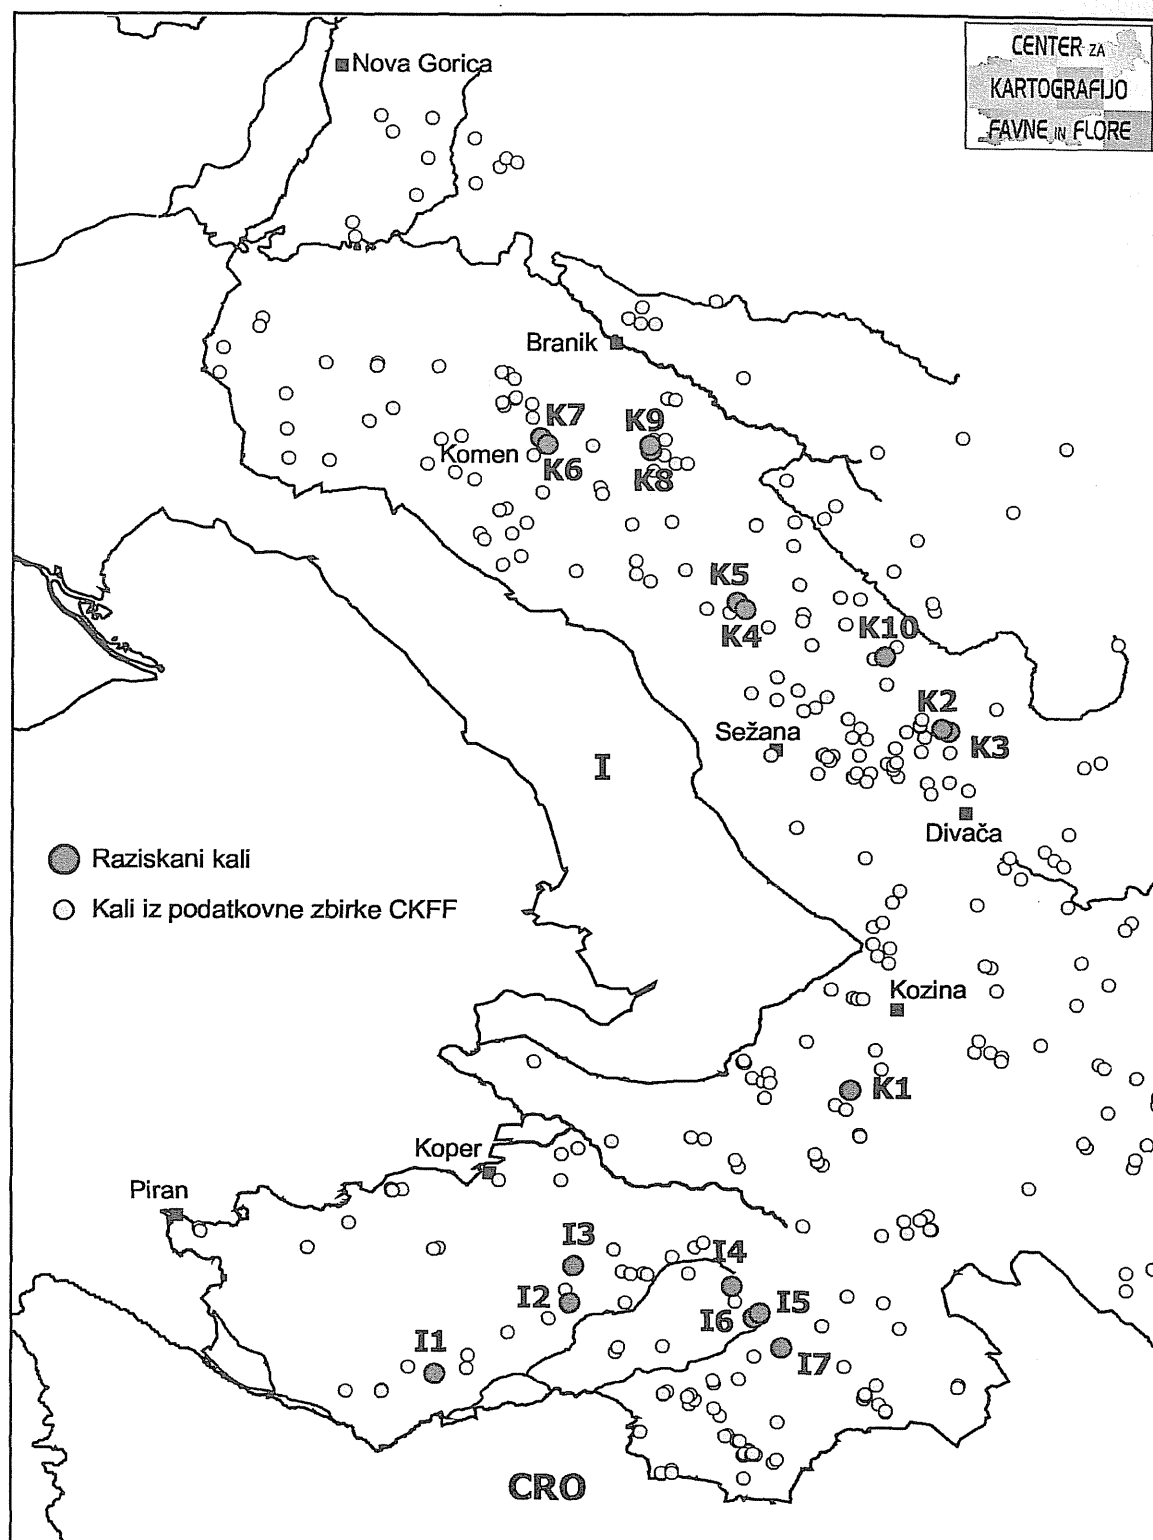 CENTER ZA
KARTOGRAFIJO
FAVNE IN FLORE
Nova Gorica
Branik
K7
K9
Komen
K6
K8
K5
K4
K10
K2
Sežana
K3
I
Divača
Raziskani kali
Kali iz podatkovne zbirke CKFF
Kozina
K1
Koper
Piran
I3
I4
I2
I5
I6
I1
I7
CRO